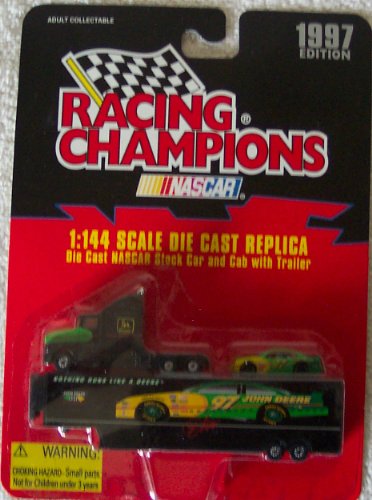 ADULT COLLECTABLE
1997
EDITION
RACING
CHAMPIONS®
NASCAR®
1:144 SCALE DIE CAST REPLICA
Die Cast NASCAR Stock Car and Cab with Trailer
NOTHING RUNS LIKE A DEERE
97
JOHN DEERE
WARNING:
CHOKING HAZARD- Small parts
Not for Children under 3 years